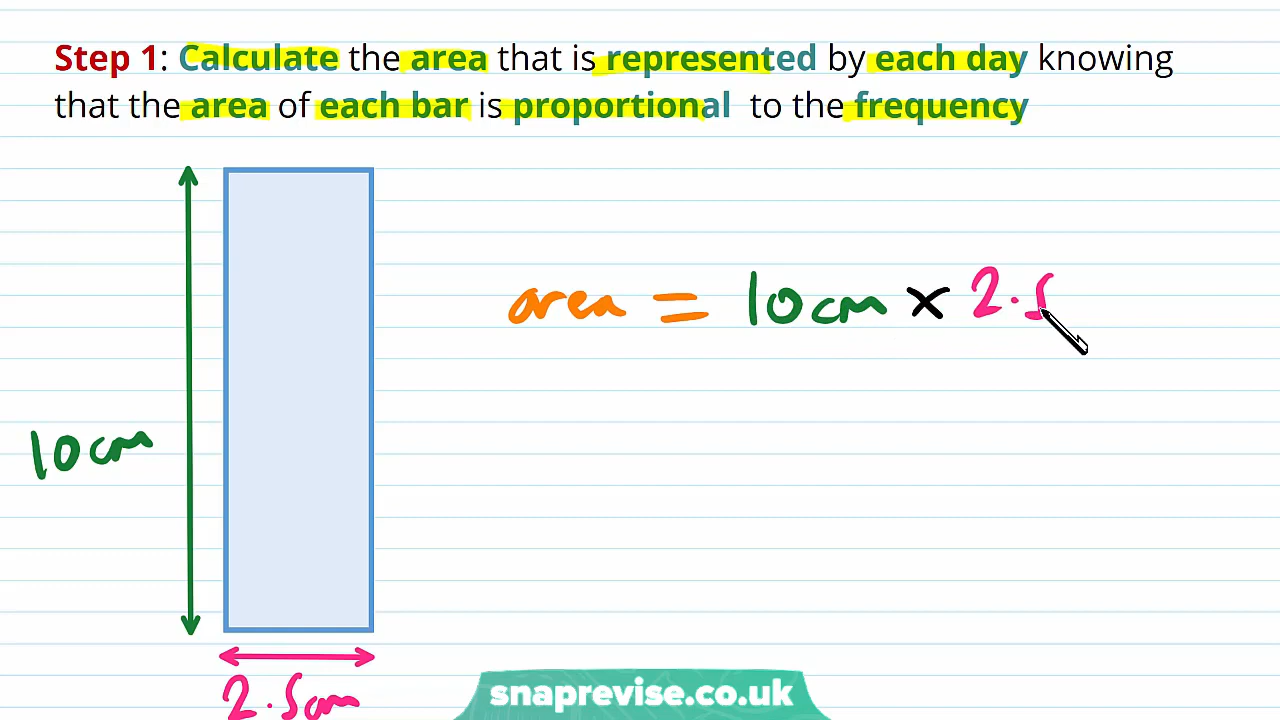 Step 1: Calculate the area that is represented by each day knowing
that the area of each bar is proportional to the frequency
area = 10cm × 2.5
10cm
2.5cm
snaprevise.co.uk